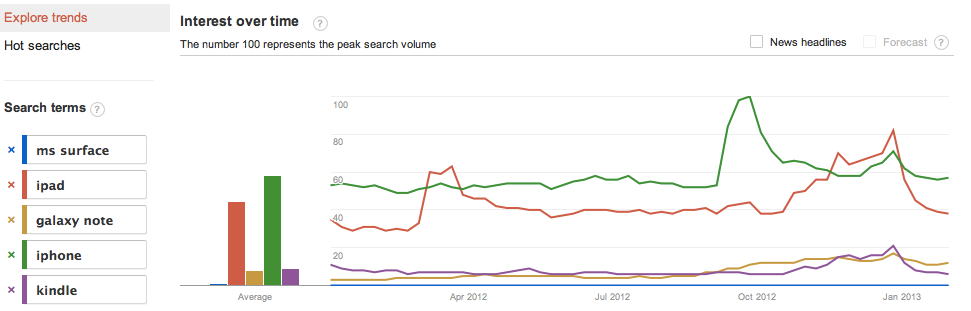 Explore trends
Hot searches
Search terms ?
× ms surface
× ipad
× galaxy note
× iphone
× kindle
Interest over time ?
The number 100 represents the peak search volume
News headlines
Forecast ?
100
80
60
40
20
Average
Apr 2012
Jul 2012
Oct 2012
Jan 2013